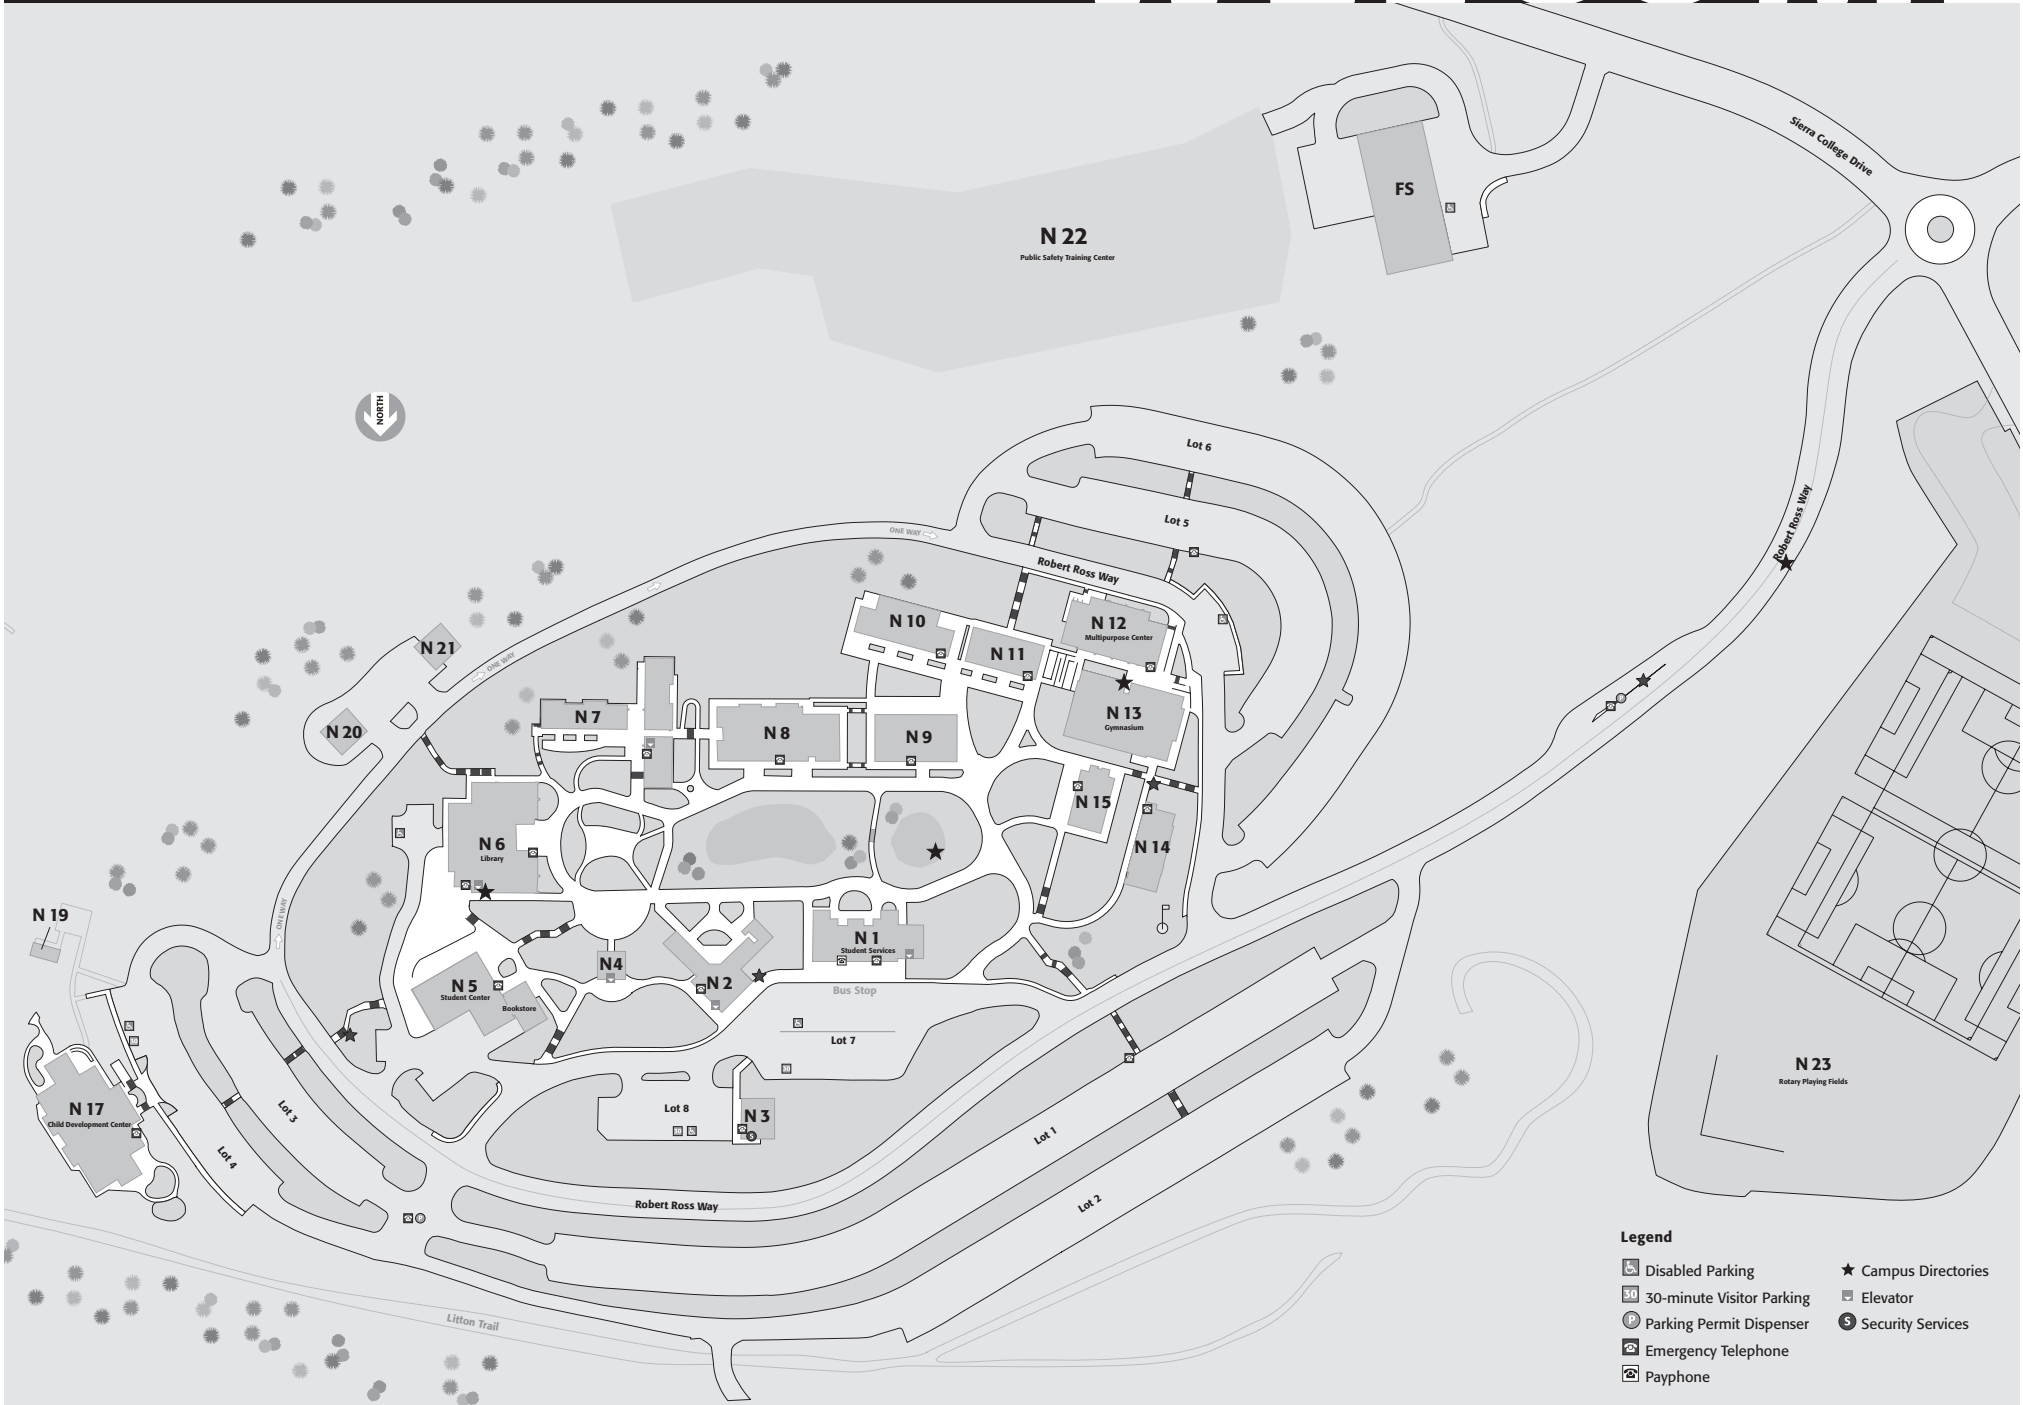 Sierra College Drive
FS
N 22
Public Safety Training Center
NORTH
Lot 6
Lot 5
ONE WAY
Robert Ross Way
Robert Ross Way
N 10
N 12
Multipurpose Center
N 11
N 21
ONE WAY
N 20
N 7
N 8
N 9
N 13
Gymnasium
N 15
N 14
N 6
Library
N 19
ONE WAY
N 1
Student Services
N4
N 2
N 5
Student Center
Bookstore
Bus Stop
Lot 7
30
30
N 17
Child Development Center
Lot 3
Lot 4
P
Lot 8
30
N 3
S
Lot 1
Lot 2
Robert Ross Way
P
N 23
Rotary Playing Fields
Litton Trail
Legend
Disabled Parking
30 30-minute Visitor Parking
P Parking Permit Dispenser
Emergency Telephone
Payphone
Campus Directories
Elevator
S Security Services